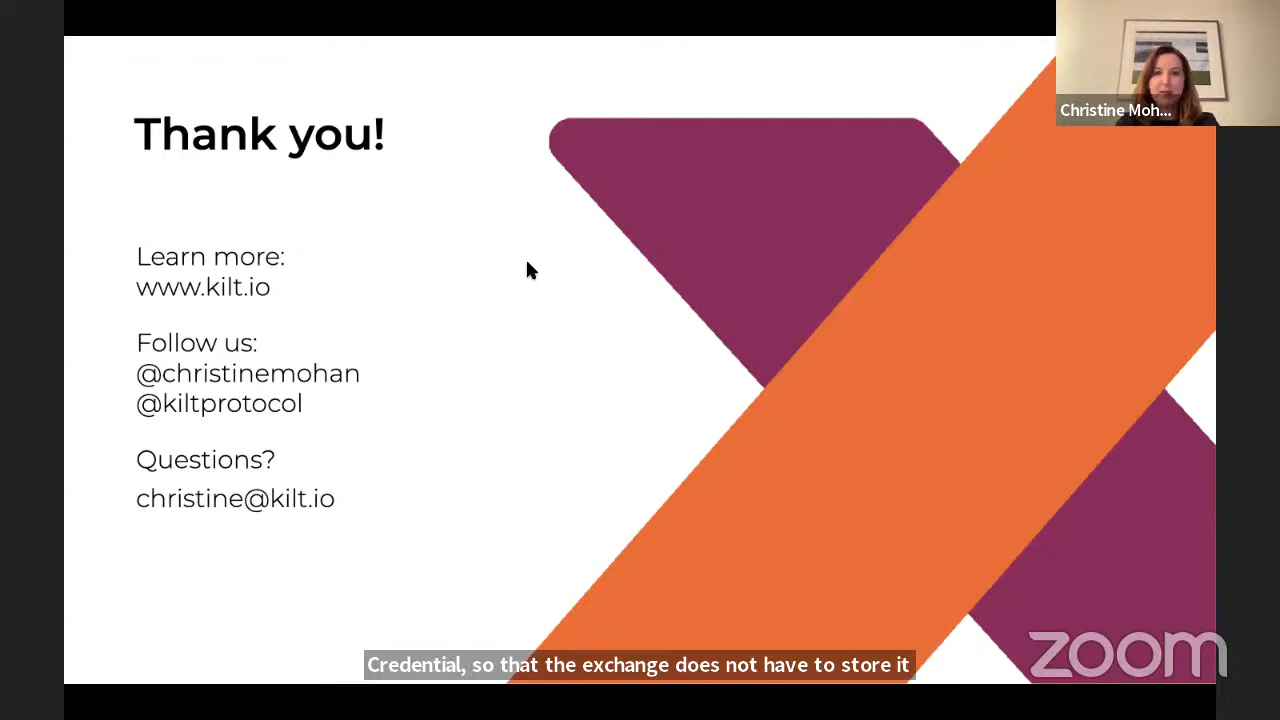 Thank you!
Learn more:
www.kilt.io
Follow us:
@christinemohan
@kiltprotocol
Questions?
christine@kilt.io
Christine Moh...
Credential, so that the exchange does not have to store it
zoom